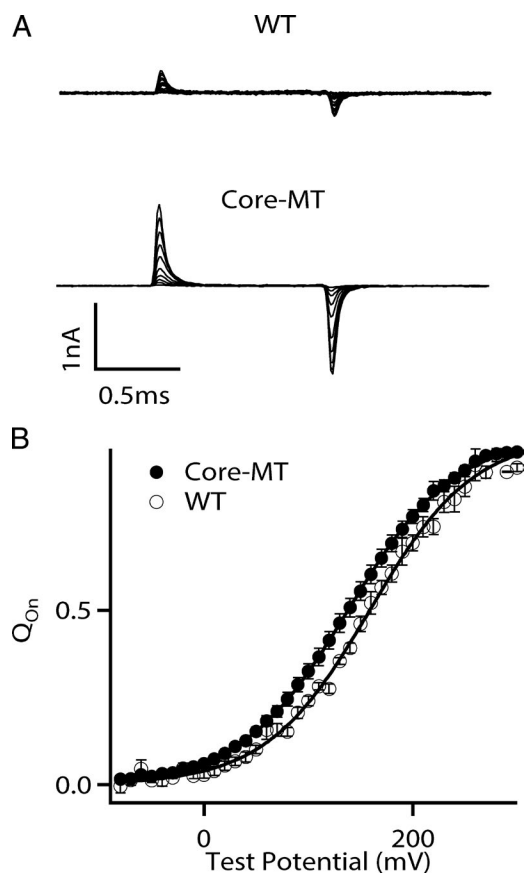 A
WT
Core-MT
1nA
0.5ms
B
Core-MT
WT
0.5
Q_On
0.0
0
200
Test Potential (mV)